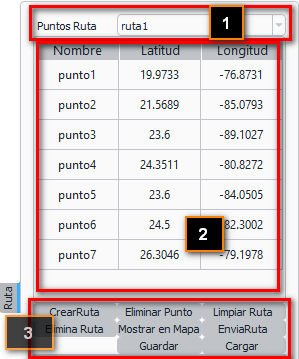 1
Puntos Ruta ruta1
Nombre Latitud Longitud
punto1 19.9733 -76.8731
punto2 21.5689 -85.0793
punto3 23.6 -89.1027
punto4 24.3511 -80.8272
punto5 23.6 -84.0505
punto6 24.5 82.3002
2
punto7 26.3046 -79.1978
Ruta
CrearRuta Eliminar Punto Limpiar Ruta
3
Elimina Ruta Mostrar en Mapa EnviaRuta
Guardar Cargar